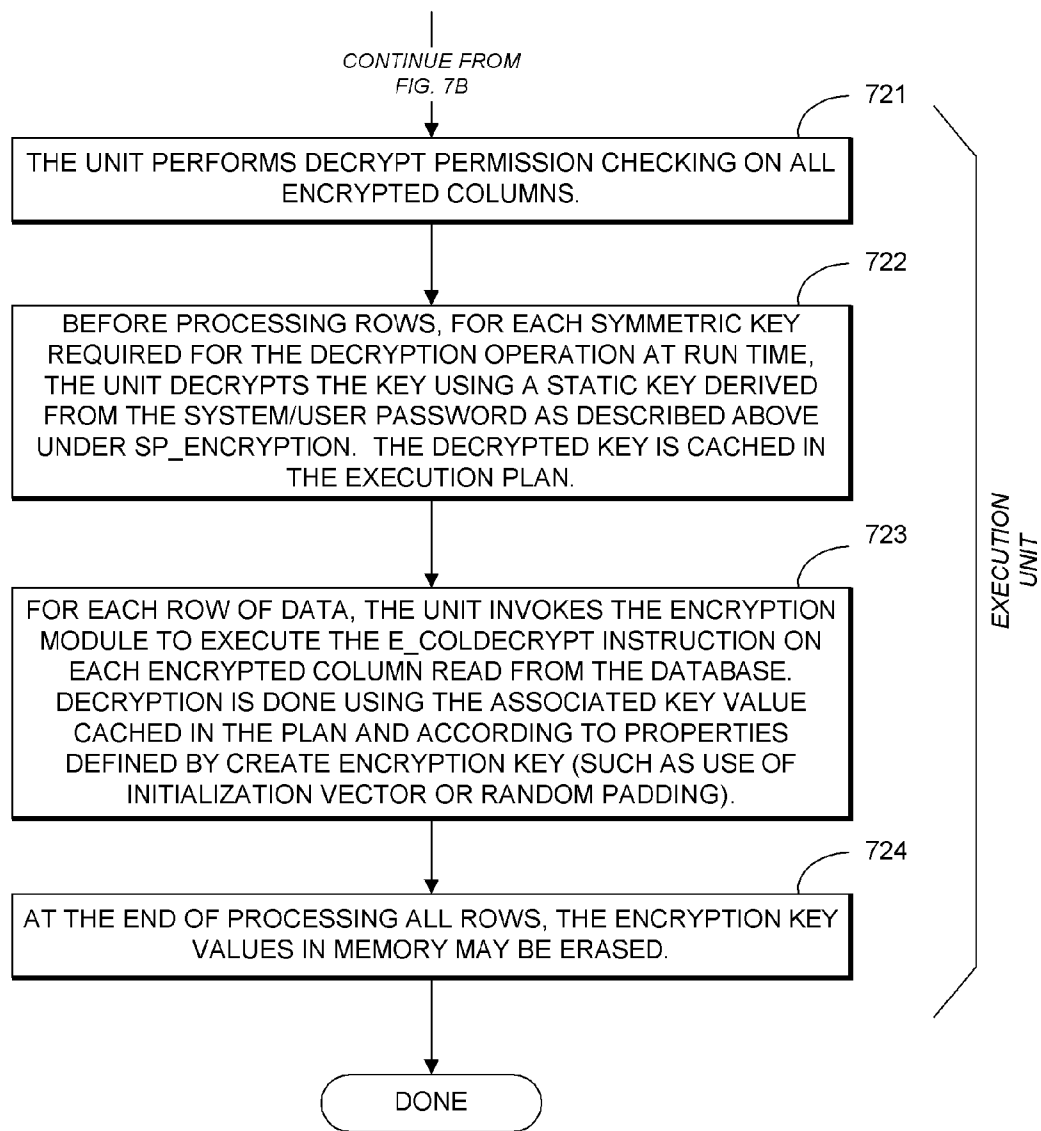 CONTINUE FROM
FIG. 7B
721
THE UNIT PERFORMS DECRYPT PERMISSION CHECKING ON ALL
ENCRYPTED COLUMNS.
722
BEFORE PROCESSING ROWS, FOR EACH SYMMETRIC KEY
REQUIRED FOR THE DECRYPTION OPERATION AT RUN TIME,
THE UNIT DECRYPTS THE KEY USING A STATIC KEY DERIVED
FROM THE SYSTEM/USER PASSWORD AS DESCRIBED ABOVE
UNDER SP_ENCRYPTION. THE DECRYPTED KEY IS CACHED IN
THE EXECUTION PLAN.
723
FOR EACH ROW OF DATA, THE UNIT INVOKES THE ENCRYPTION
MODULE TO EXECUTE THE E_COLDECRYPT INSTRUCTION ON
EACH ENCRYPTED COLUMN READ FROM THE DATABASE.
DECRYPTION IS DONE USING THE ASSOCIATED KEY VALUE
CACHED IN THE PLAN AND ACCORDING TO PROPERTIES
DEFINED BY CREATE ENCRYPTION KEY (SUCH AS USE OF
INITIALIZATION VECTOR OR RANDOM PADDING).
724
AT THE END OF PROCESSING ALL ROWS, THE ENCRYPTION KEY
VALUES IN MEMORY MAY BE ERASED.
DONE
EXECUTION
UNIT